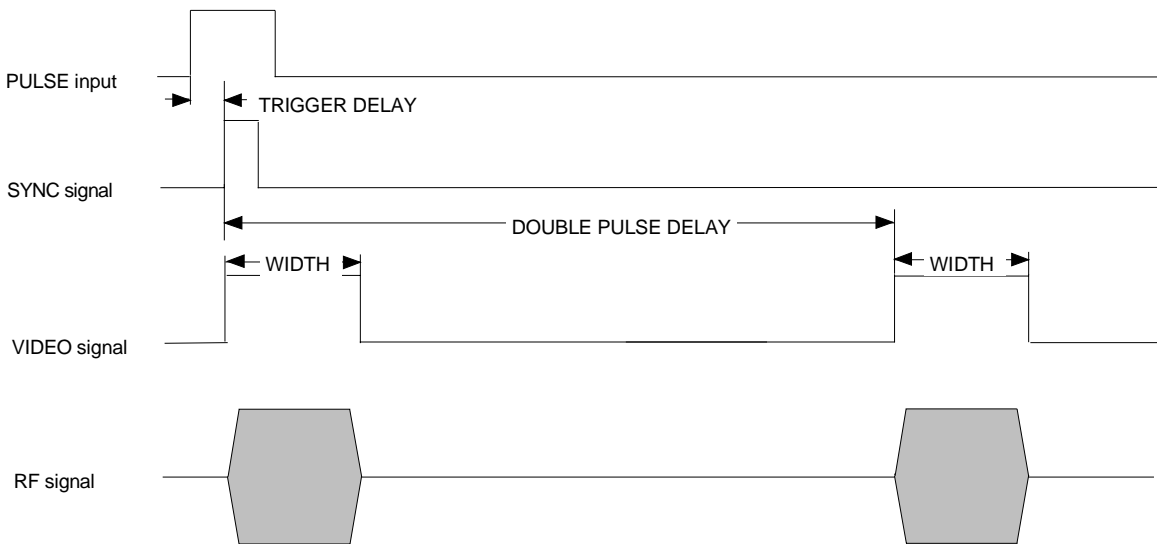 PULSE input
TRIGGER DELAY
SYNC signal
DOUBLE PULSE DELAY
WIDTH
WIDTH
VIDEO signal
RF signal